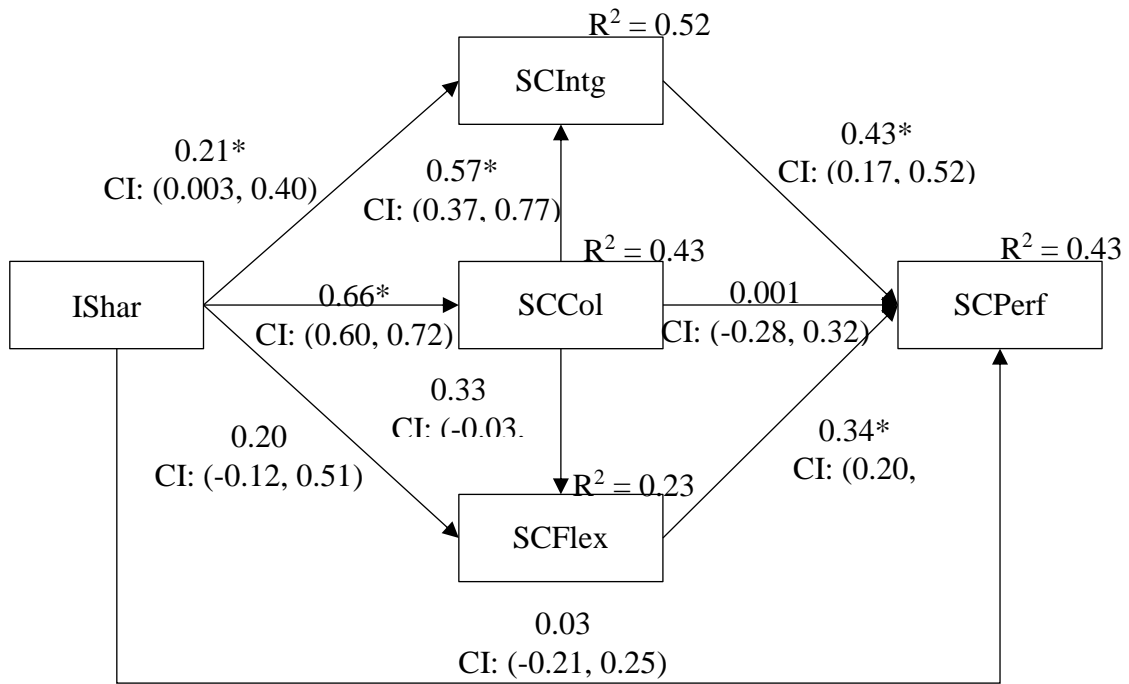 R² = 0.52
SCIntg
0.21*
CI: (0.003, 0.40)
0.57*
CI: (0.37, 0.77)
0.43*
CI: (0.17, 0.52)
R² = 0.43
R² = 0.43
IShar
0.66*
CI: (0.60, 0.72)
SCCol
0.001
CI: (-0.28, 0.32)
SCPerf
0.33
CI: (-0.03,
0.20
CI: (-0.12, 0.51)
0.34*
CI: (0.20,
R² = 0.23
SCFlex
0.03
CI: (-0.21, 0.25)